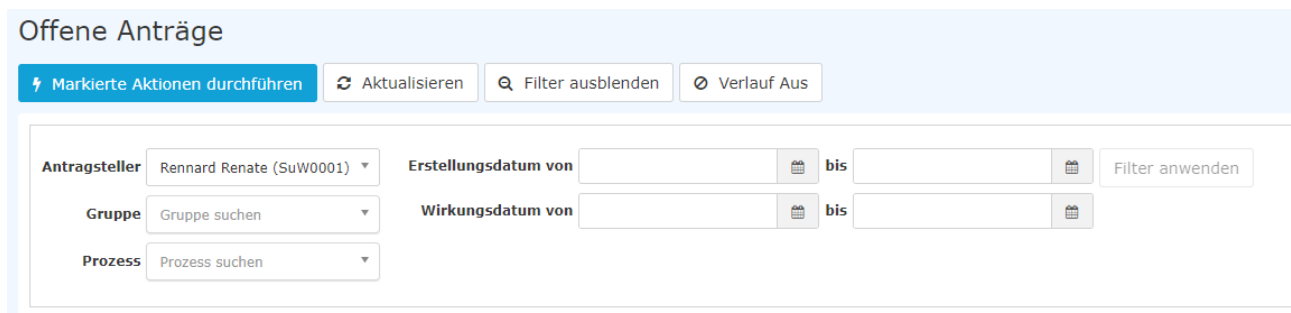 Offene Anträge
Markierte Aktionen durchführen Aktualisieren Filter ausblenden Verlauf Aus
Antragsteller Rennard Renate (SuW0001) Erstellungsdatum von bis Filter anwenden
Gruppe Gruppe suchen Wirkungsdatum von bis
Prozess Prozess suchen